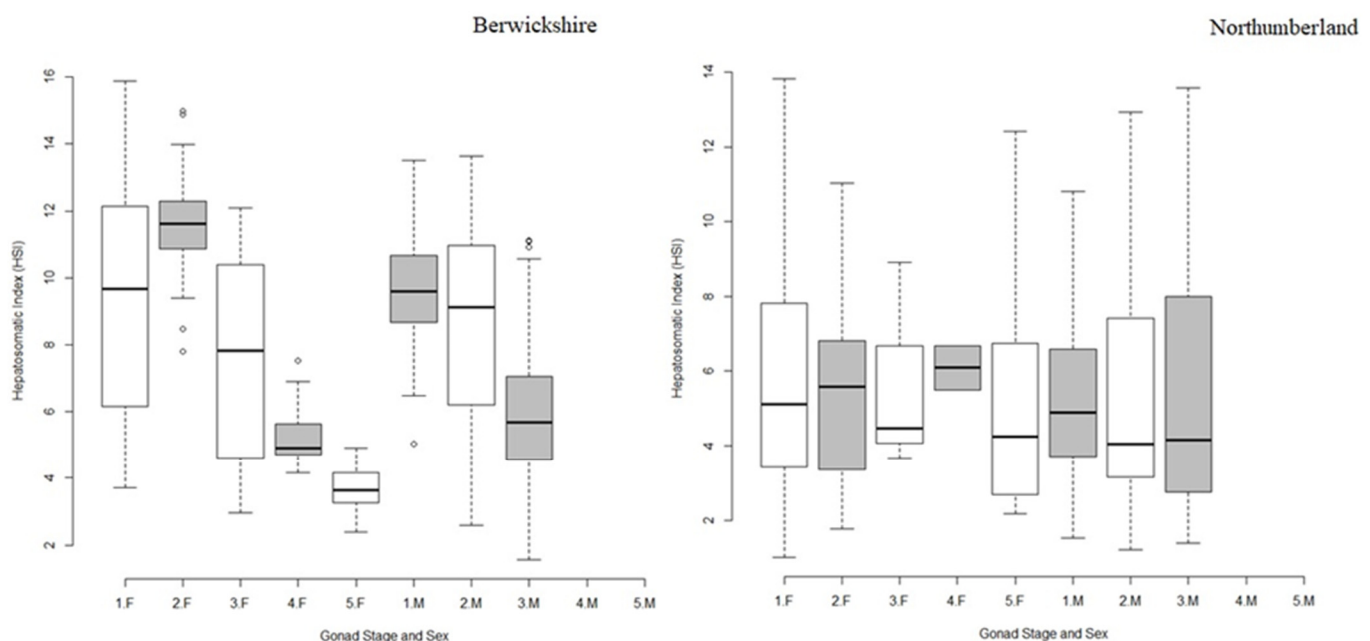 Berwickshire
Northumberland
16
14
12
10
8
6
4
2
Hepatosomatic Index (HSI)
1.F 2.F 3.F 4.F 5.F 1.M 2.M 3.M 4.M 5.M
Gonad Stage and Sex
14
12
10
8
6
4
2
Hepatosomatic Index (HSI)
1.F 2.F 3.F 4.F 5.F 1.M 2.M 3.M 4.M 5.M
Gonad Stage and Sex